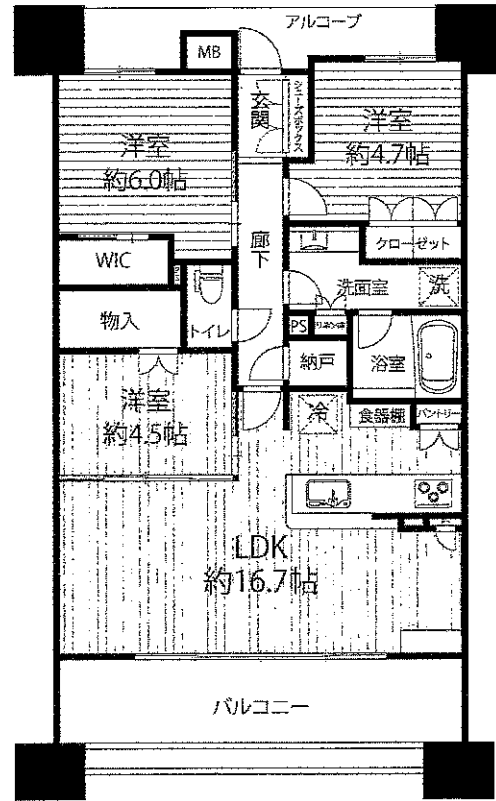 アルコーブ
MB
玄関
シューズボックス
洋室
約4.7帖
洋室
約6.0帖
廊下
クローゼット
WIC
洗面室
洗
物入
トイレ
PS
リネン庫
納戸
浴室
洋室
約4.5帖
冷
食器棚
パントリー
LDK
約16.7帖
バルコニー